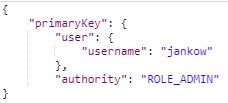 {
    "primaryKey": {
        "user": {
            "username": "jankow"
        },
        "authority": "ROLE_ADMIN"
}